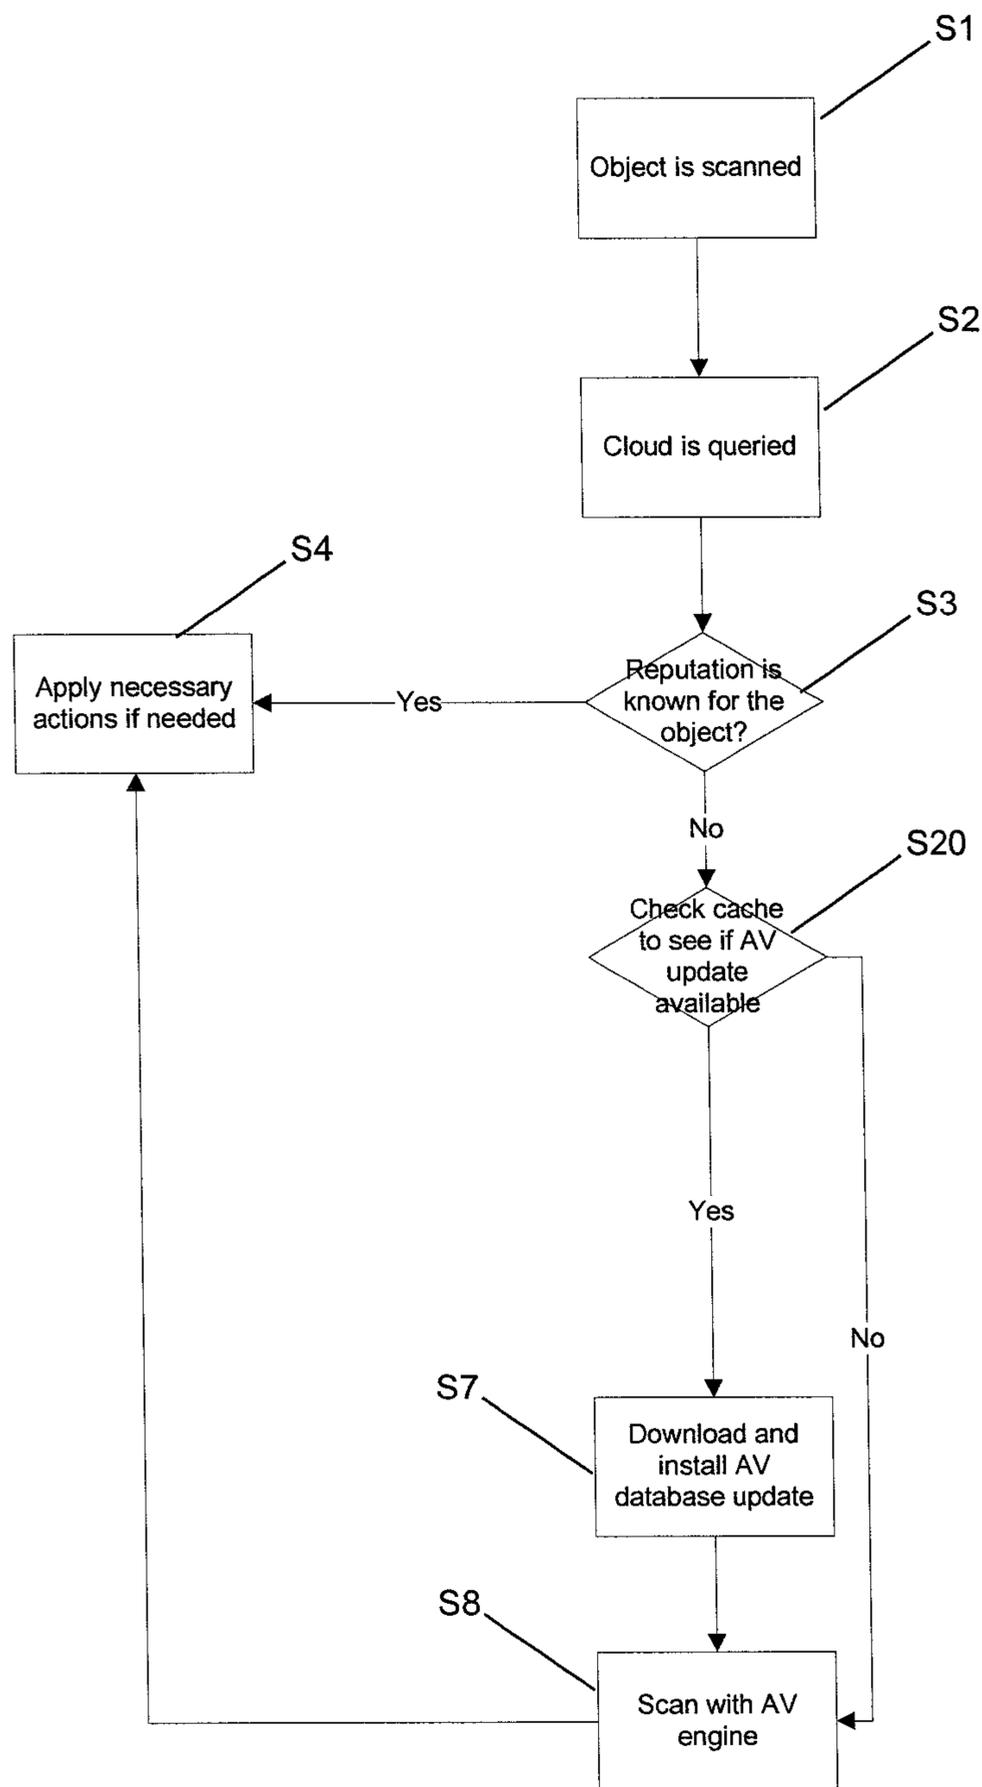 S1
Object is scanned
S2
Cloud is queried
S4
S3
Apply necessary
actions if needed
Yes
Reputation is
known for the
object?
No
S20
Check cache
to see if AV
update
available
Yes
No
S7
Download and
install AV
database update
S8
Scan with AV
engine